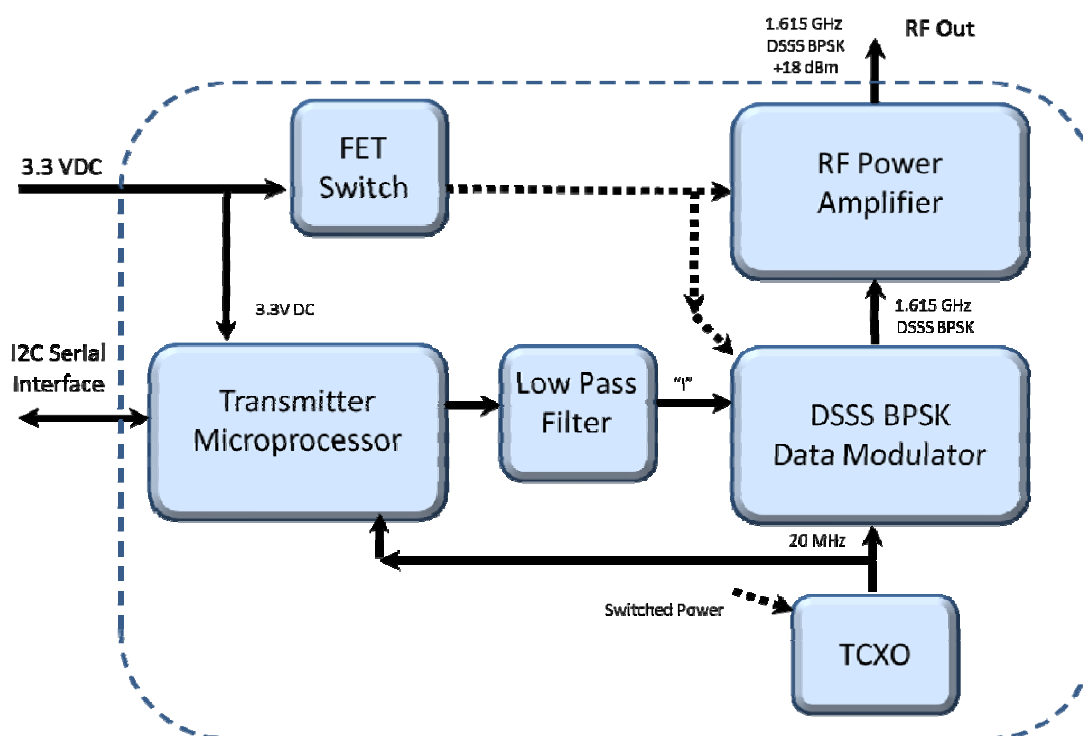 1.615 GHz
DSSS BPSK
+18 dBm
RF Out
FET
Switch
RF Power
Amplifier
3.3 VDC
3.3V DC
1.615 GHz
DSSS BPSK
I2C Serial
Interface
Transmitter
Microprocessor
Low Pass
Filter
"I"
DSSS BPSK
Data Modulator
20 MHz
Switched Power
TCXO